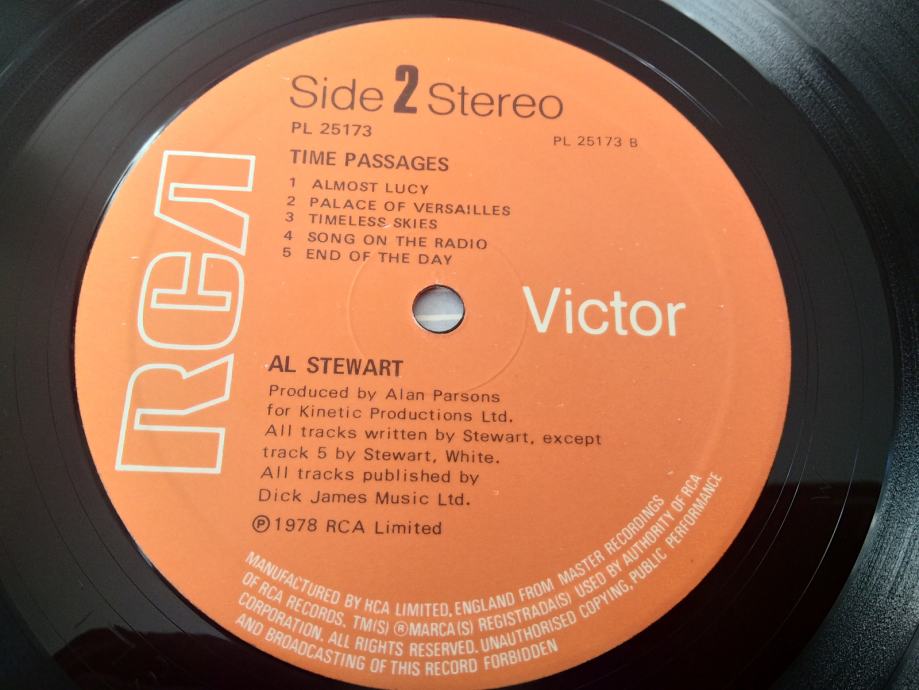 Side 2 Stereo
PL 25173
PL 25173 B
TIME PASSAGES
1 ALMOST LUCY
2 PALACE OF VERSAILLES
3 TIMELESS SKIES
4 SONG ON THE RADIO
5 END OF THE DAY
RCA
Victor
AL STEWART
Produced by Alan Parsons
for Kinetic Productions Ltd.
All tracks written by Stewart, except
track 5 by Stewart, White.
All tracks published by
Dick James Music Ltd.
℗1978 RCA Limited
MANUFACTURED BY RCA LIMITED, ENGLAND FROM MASTER RECORDINGS
OF RCA RECORDS. TM(S) ®MARCA(S) REGISTRADA(S) USED BY AUTHORITY OF RCA
CORPORATION. ALL RIGHTS RESERVED. UNAUTHORISED COPYING, PUBLIC PERFORMANCE
AND BROADCASTING OF THIS RECORD FORBIDDEN